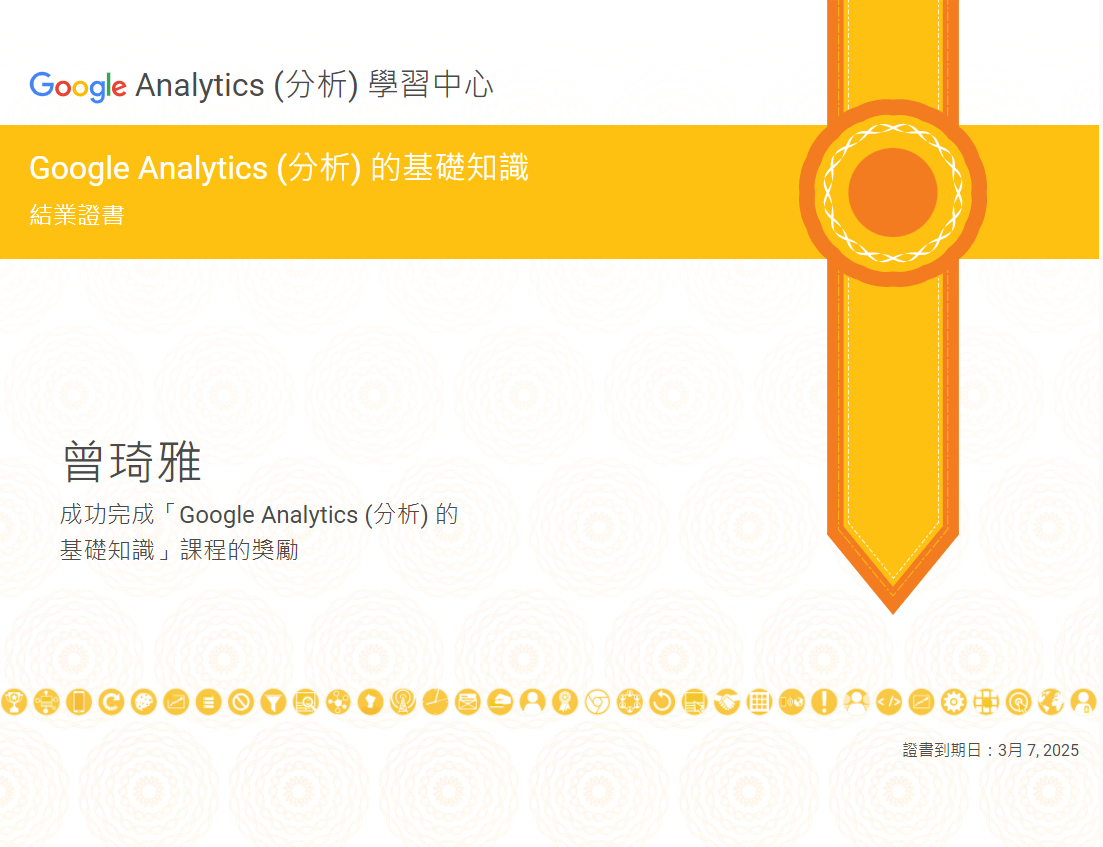 Google Analytics (分析) 學習中心
Google Analytics (分析) 的基礎知識
結業證書
曾琦雅
成功完成「Google Analytics (分析) 的
基礎知識」課程的獎勵
證書到期日：3月 7, 2025